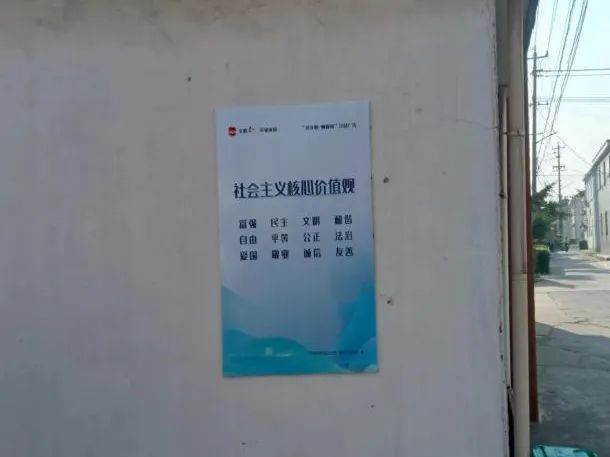 社会主义核心价值观
富强 民主 文明 和谐
自由 平等 公正 法治
爱国 敬业 诚信 友善